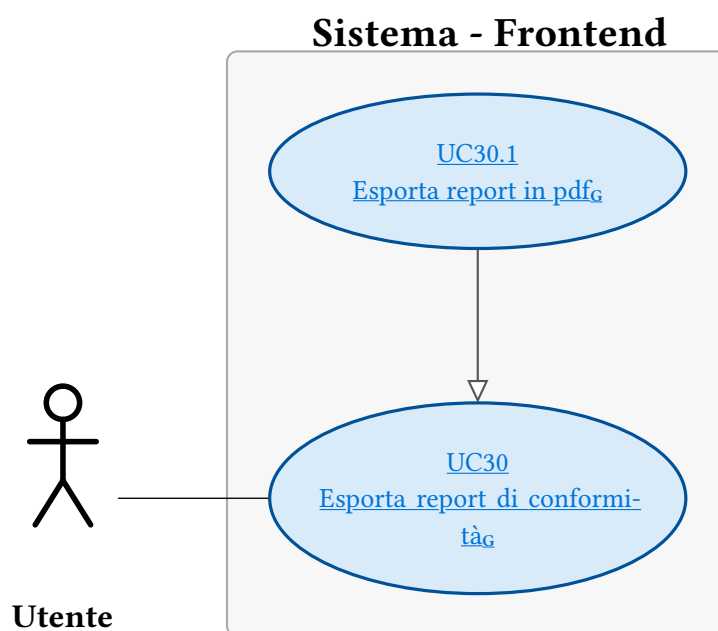 Sistema - Frontend
UC30.1
Esporta report in pdfG
UC30
Esporta report di conformi-
tàG
Utente